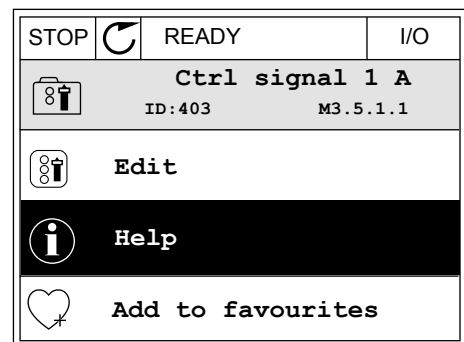 STOP READY I/O
Ctrl signal 1 A
ID:403 M3.5.1.1
Edit
Help
Add to favourites